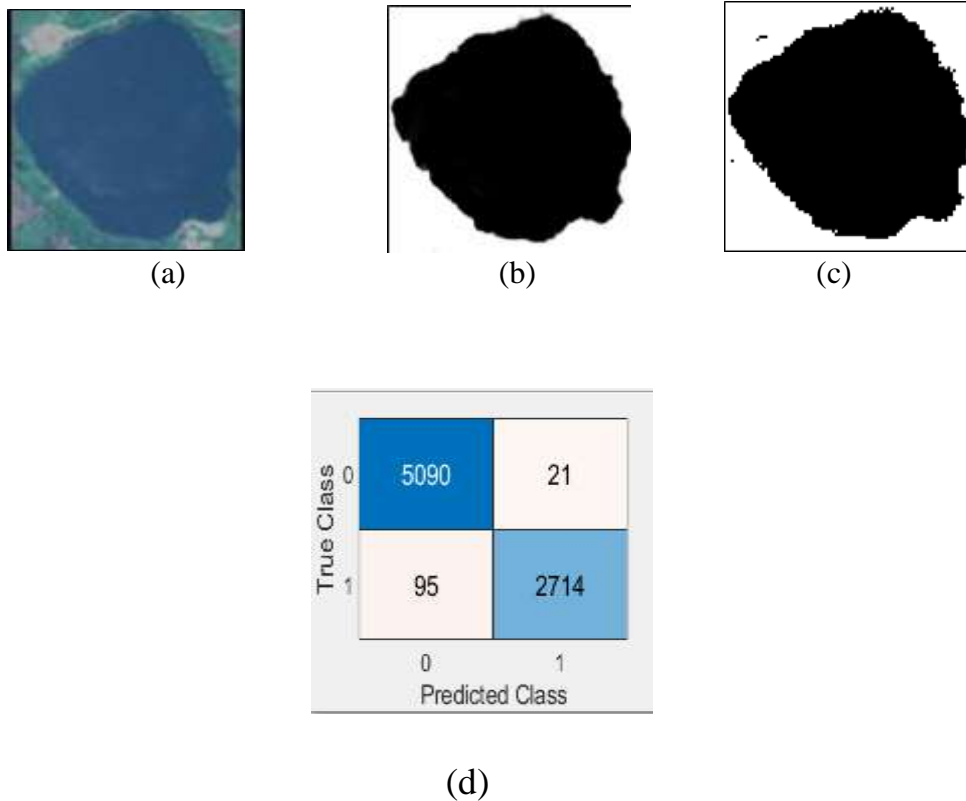 (a) (b) (c)
True Class
0 5090 21
1 95 2714
0 1
Predicted Class
(d)